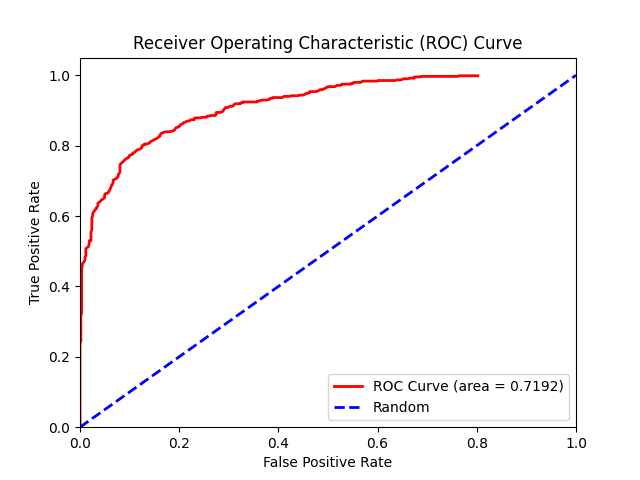 Receiver Operating Characteristic (ROC) Curve
1.0
0.8
0.6
0.4
0.2
0.0
True Positive Rate
0.0 0.2 0.4 0.6 0.8 1.0
False Positive Rate
ROC Curve (area = 0.7192)
Random